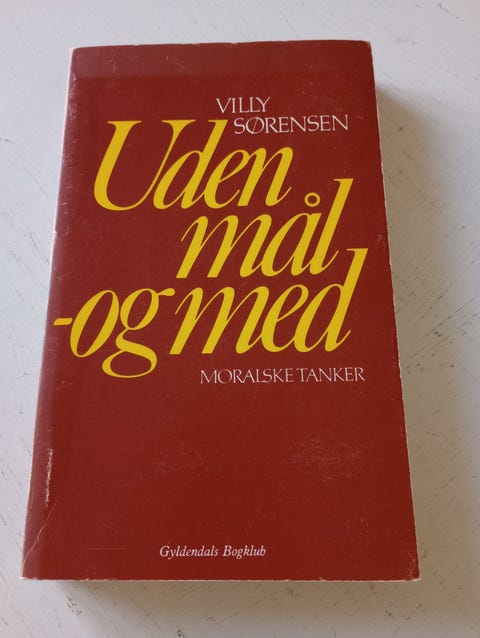 VILLY
SØRENSEN
Uden
mål
-og med
MORALSKE TANKER
Gyldendals Bogklub